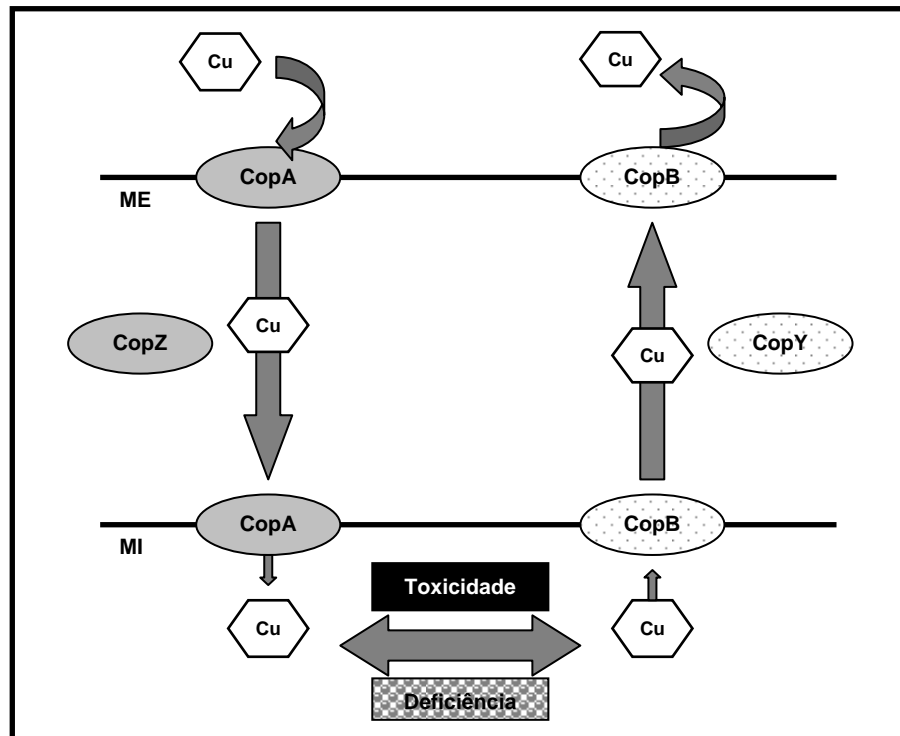 Cu
Cu
CopA
CopB
ME
CopZ
Cu
Cu
CopY
CopA
CopB
MI
Toxicidade
Cu
Cu
Deficiência